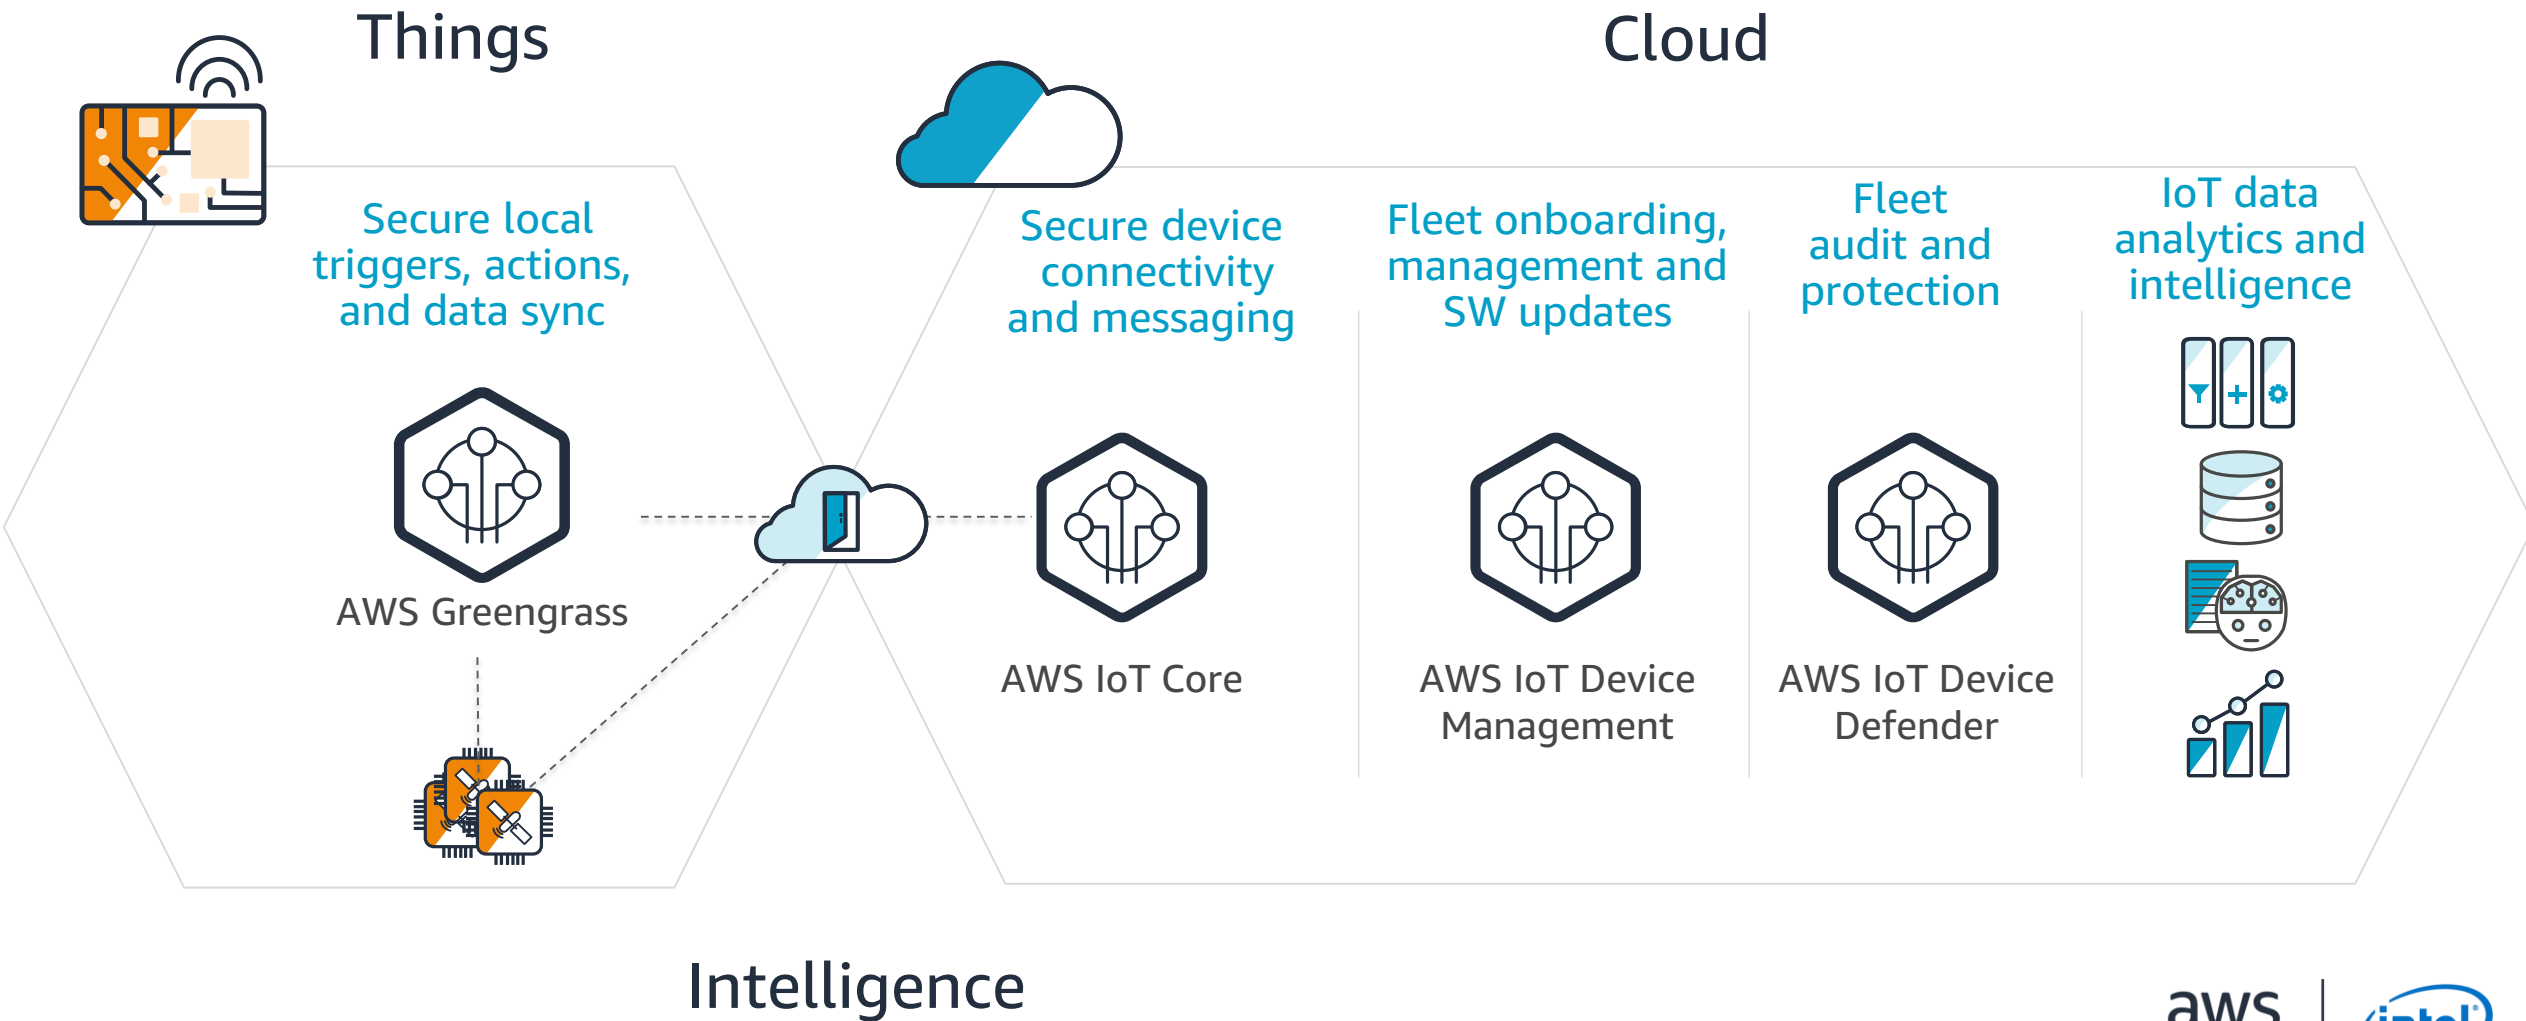 Things
Cloud
Secure local
triggers, actions,
and data sync
AWS Greengrass
Secure device
connectivity
and messaging
AWS IoT Core
Fleet onboarding,
management and
SW updates
AWS IoT Device
Management
Fleet
audit and
protection
AWS IoT Device
Defender
IoT data
analytics and
intelligence
Intelligence
aws
intel